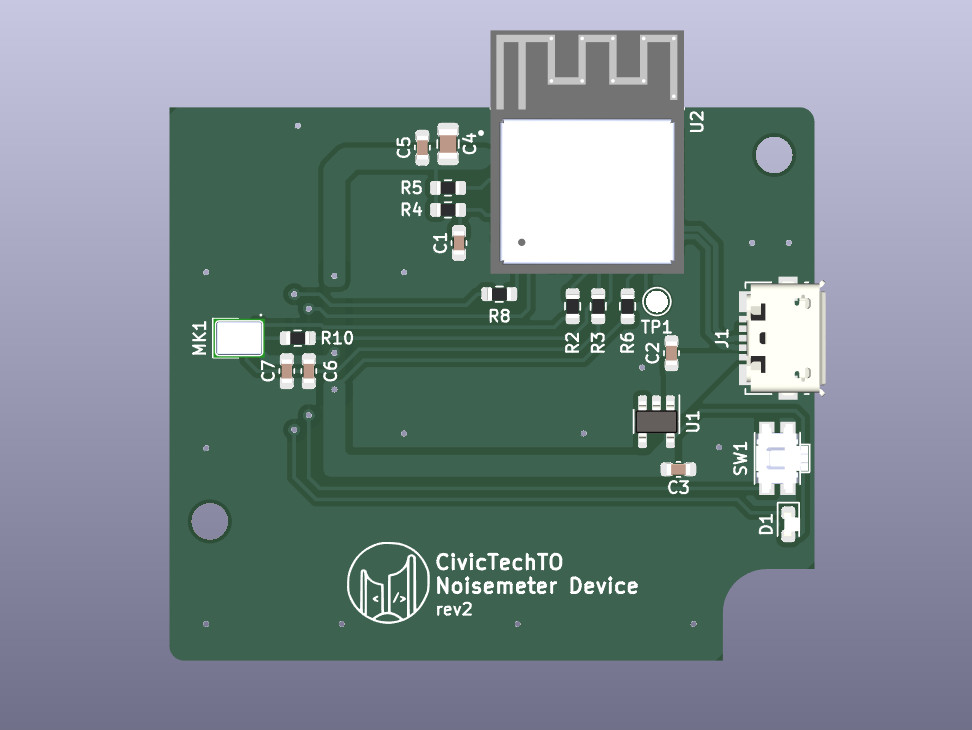 U2
C5
C4
R5
R4
C1
R8
R2
R3
R6
TP1
J1
C2
MK1
R10
C7
C6
U1
SW1
C3
D1
< />
CivicTechTO
Noisemeter Device
rev2